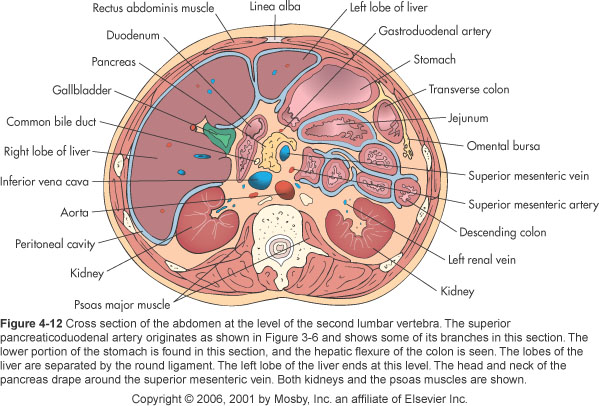 Rectus abdominis muscle
Linea alba
Left lobe of liver
Duodenum
Gastroduodenal artery
Pancreas
Stomach
Gallbladder
Transverse colon
Common bile duct
Jejunum
Right lobe of liver
Omental bursa
Inferior vena cava
Superior mesenteric vein
Aorta
Superior mesenteric artery
Peritoneal cavity
Descending colon
Kidney
Left renal vein
Psoas major muscle
Kidney
Figure 4-12 Cross section of the abdomen at the level of the second lumbar vertebra. The superior
pancreaticoduodenal artery originates as shown in Figure 3-6 and shows some of its branches in this section. The
lower portion of the stomach is found in this section, and the hepatic flexure of the colon is seen. The lobes of the
liver are separated by the round ligament. The left lobe of the liver ends at this level. The head and neck of the
pancreas drape around the superior mesenteric vein. Both kidneys and the psoas muscles are shown.
Copyright © 2006, 2001 by Mosby, Inc. an affiliate of Elsevier Inc.